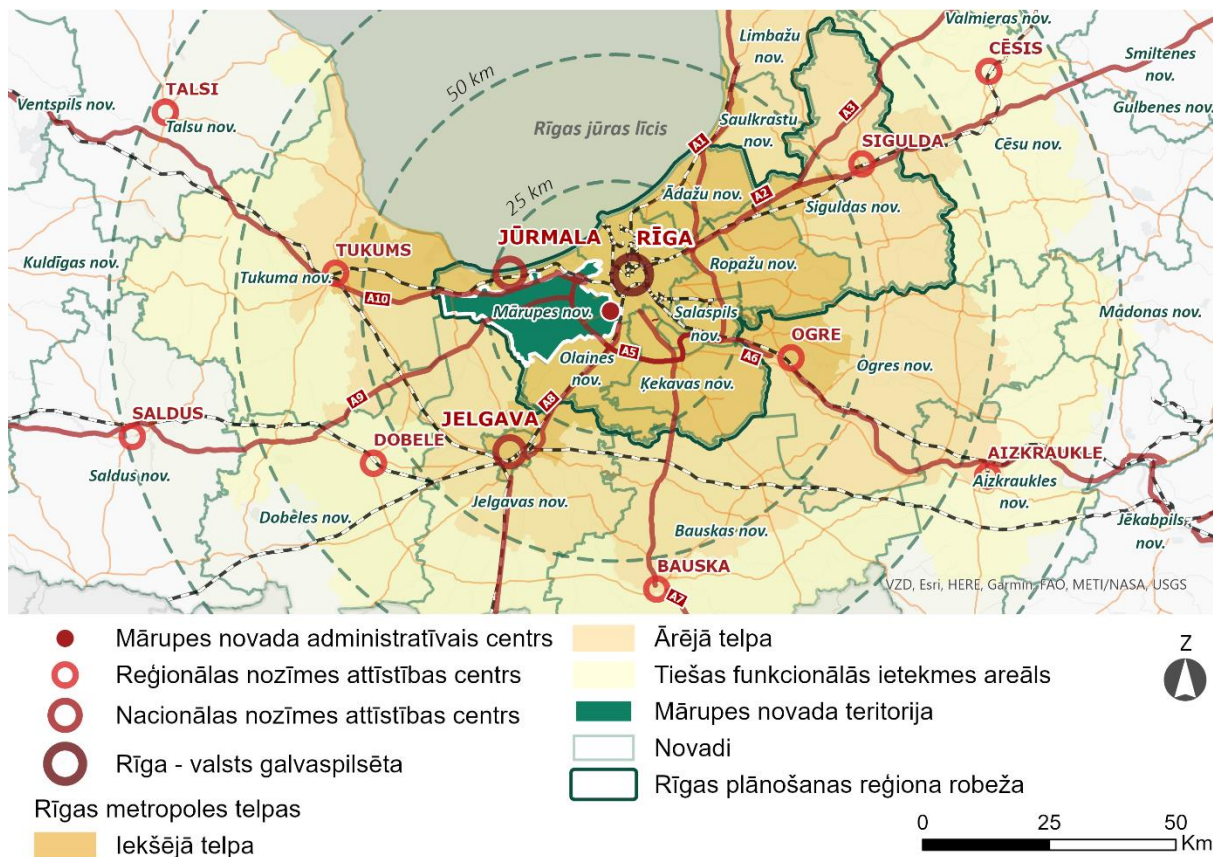 Valmieras nov.
Limbažu
nov.
CĒSIS
Smiltenes
nov.
TALSI
50 km
Ventspils nov.
Gulbenes nov.
Talsu nov.
Rīgas jūras līcis
A1
Saulkrastu
nov.
A3
SIGULDA
Cēsu nov.
25 km
Ādažu nov.
A2
Siguldas nov.
JŪRMALA
RĪGA
TUKUMS
Kuldīgas nov.
Tukuma nov.
Ropažu nov.
A10
Mārupes nov.
Salaspils
nov.
Madonas nov.
OGRE
A5
A6
Olaines
nov.
Ogres nov.
Ķekavas nov.
A9
A8
SALDUS
JELGAVA
DOBELE
AIZKRAUKLE
Saldus nov.
Aizkraukles
nov.
Jelgavas nov.
Dobeles nov.
Bauskas nov.
Jēkabpils
nov.
BAUSKA
A7
VZD, Esri, HERE, Garmin, FAO, METI/NASA, USGS
Mārupes novada administratīvais centrs
Reģionālas nozīmes attīstības centrs
Nacionālas nozīmes attīstības centrs
Rīga - valsts galvaspilsēta
Rīgas metropoles telpas
Iekšējā telpa
Ārējā telpa
Tiešas funkcionālās ietekmes areāls
Mārupes novada teritorija
Novadi
Rīgas plānošanas reģiona robeža
Z
0 25 50
Km